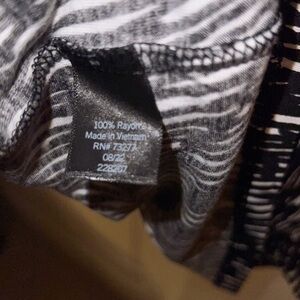 100% Rayon
Made in Vietnam
RN# 73277
08/22
228267